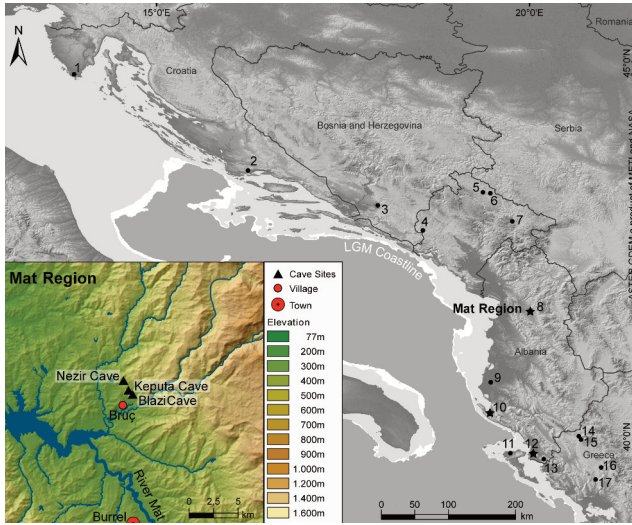 15°0'E
20°0'E
N
Romania
45°0'N
1
Croatia
Bosnia and Herzegovina
Serbia
2
3
4
5
6
7
LGM Coastline
Mat Region
8
Albania
9
10
11
12
13
14
15
16
17
Greece
40°0'N
0
100
200
km
Mat Region
Nezir Cave
Keputa Cave
BlaziCave
Bruç
River Mat
Burrel
0
2,5
5
km
Cave Sites
Village
Town
Elevation
77m
200m
300m
400m
500m
600m
700m
800m
900m
1.000m
1.200m
1.400m
1.600m